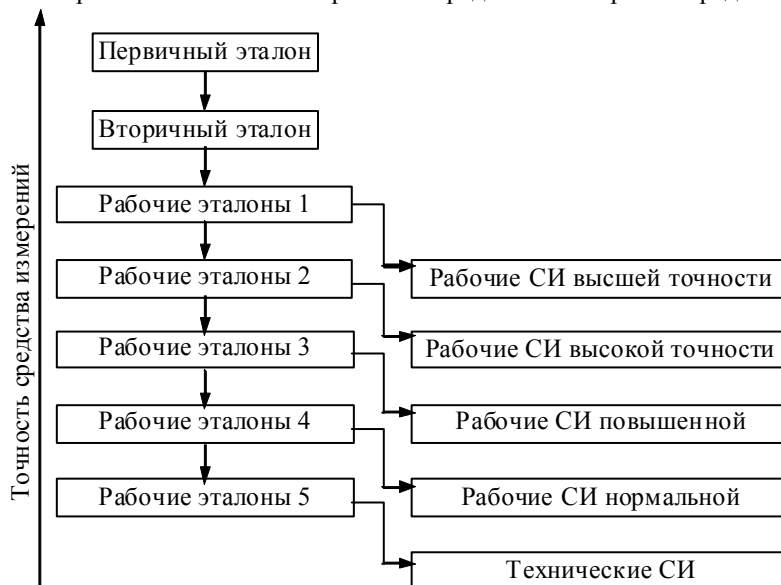 Первичный эталон
Вторичный эталон
Рабочие эталоны 1
Рабочие эталоны 2
Рабочие эталоны 3
Рабочие эталоны 4
Рабочие эталоны 5
Рабочие СИ высшей точности
Рабочие СИ высокой точности
Рабочие СИ повышенной
Рабочие СИ нормальной
Технические СИ
Точность средства измерений